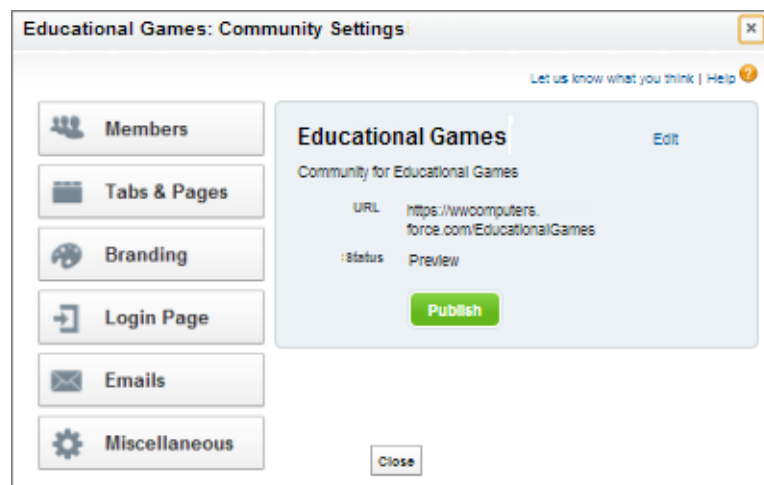 Educational Games: Community Settings
Let us know what you think | Help
Members
Tabs & Pages
Branding
Login Page
Emails
Miscellaneous
Educational Games
Edit
Community for Educational Games
URL
https://wwcomputers.
force.com/EducationalGames
Status
Preview
Publish
Close